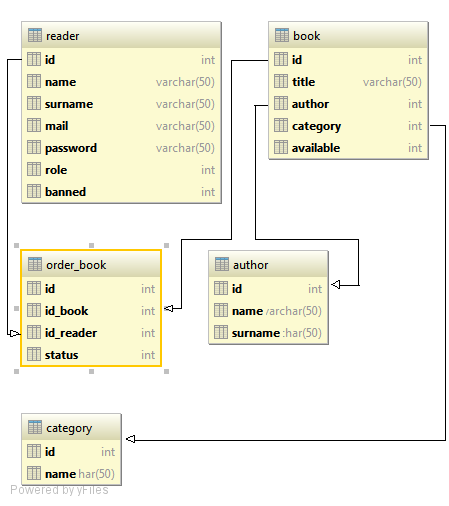 reader
id int
name varchar(50)
surname varchar(50)
mail varchar(50)
password varchar(50)
role int
banned int
book
id int
title varchar(50)
author int
category int
available int
order_book
id int
id_book int
id_reader int
status int
author
id int
name varchar(50)
surname :har(50)
category
id int
name har(50)
Powered by yFiles